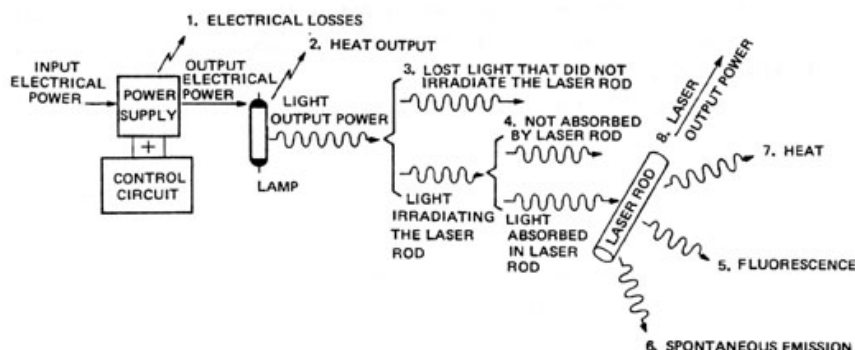 1. ELECTRICAL LOSSES
2. HEAT OUTPUT
INPUT
ELECTRICAL
POWER
POWER
SUPPLY
OUTPUT
ELECTRICAL
POWER
+
CONTROL
CIRCUIT
LAMP
LIGHT
OUTPUT POWER
3. LOST LIGHT THAT DID NOT
IRRADIATE THE LASER ROD
4. NOT ABSORBED
BY LASER ROD
LIGHT
IRRADIATING
THE LASER
ROD
LIGHT
ABSORBED
IN LASER
ROD
LASER ROD
8. LASER
OUTPUT POWER
7. HEAT
5. FLUORESCENCE
6. SPONTANEOUS EMISSION